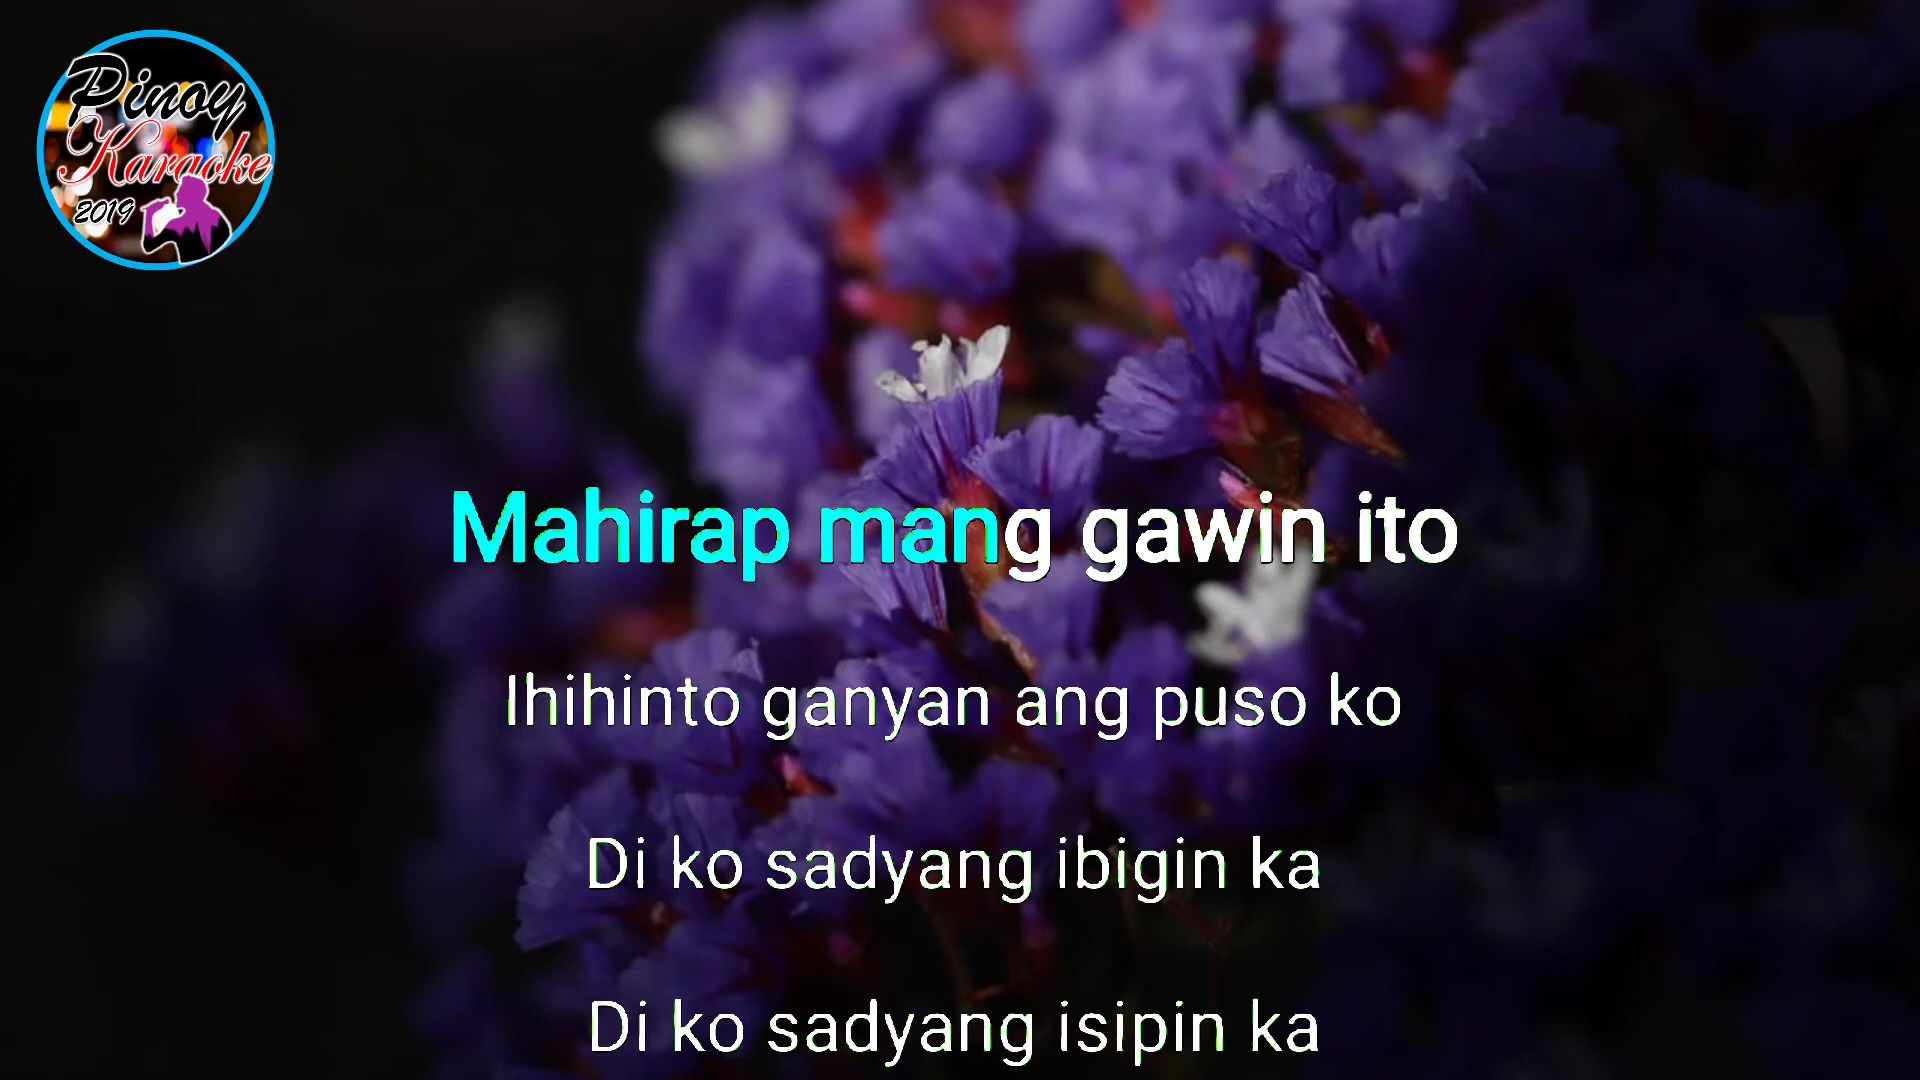 Pinoy
Karaoke
2019
Mahirap mang gawin ito
Ihihinto ganyan ang puso ko
Di ko sadyang ibigin ka
Di ko sadyang isipin ka